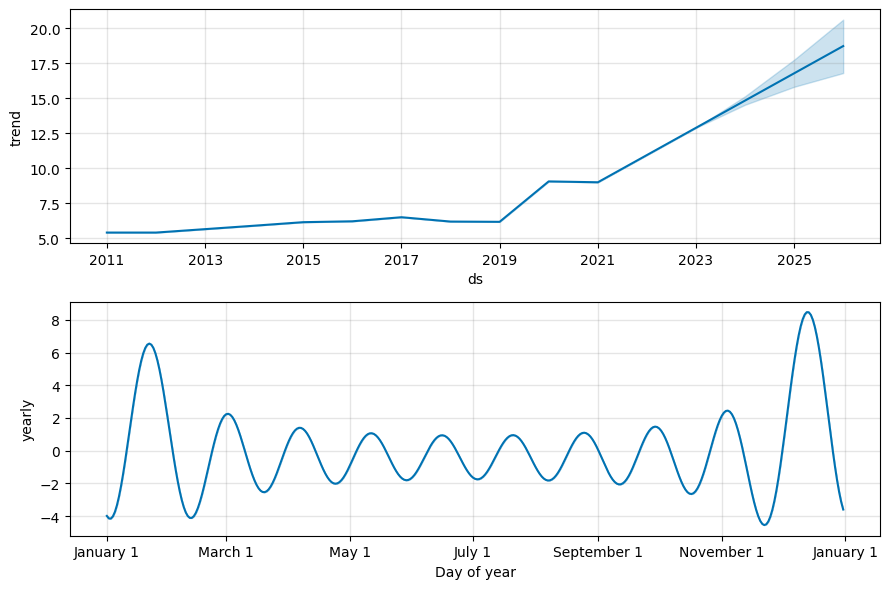 20.0
17.5
15.0
12.5
10.0
7.5
5.0
trend
2011 2013 2015 2017 2019 2021 2023 2025
ds
8
6
4
2
0
−2
−4
yearly
January 1 March 1 May 1 July 1 September 1 November 1 January 1
Day of year